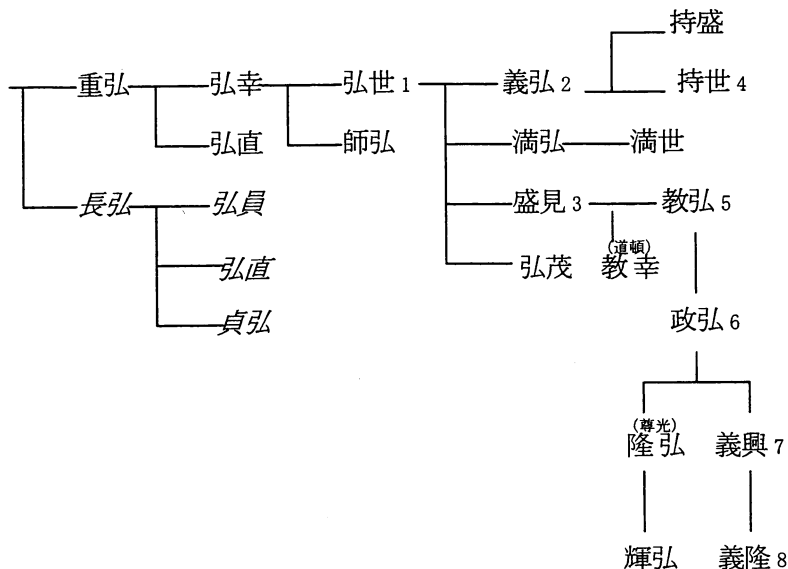 持盛
重弘 弘幸 弘世 1 義弘 2 持世 4
弘直 師弘 満弘 満世
長弘 弘員 盛見 3 教弘 5
(道頓)
弘直 弘茂 教幸
貞弘 政弘 6
(尊光)
隆弘 義興 7
輝弘 義隆 8